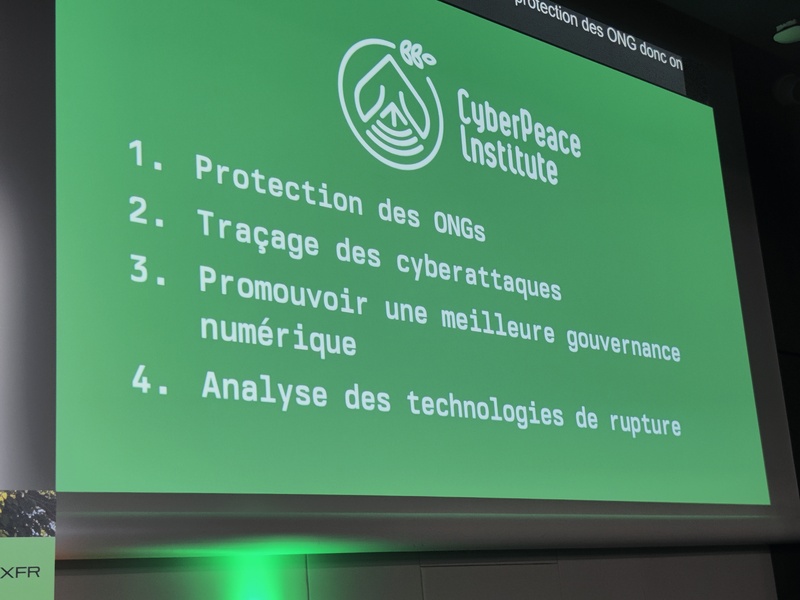 protection des ONG donc on
CyberPeace
Institute
1. Protection des ONGs
2. Traçage des cyberattaques
3. Promouvoir une meilleure gouvernance
numérique
4. Analyse des technologies de rupture
XFR